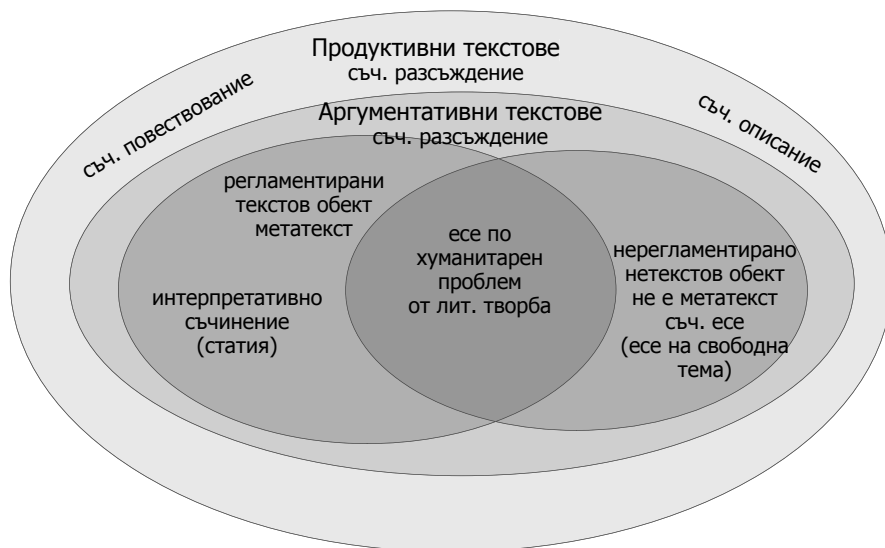 Продуктивни текстове
съч. разсъждение
съч. повествование
съч. описание
Аргументативни текстове
съч. разсъждение
регламентирани
текстов обект
метатекст
интерпретативно
съчинение
(статия)
есе по
хуманитарен
проблем
от лит. творба
нерегламентирано
нетекстов обект
не е метатекст
съч. есе
(есе на свободна
тема)